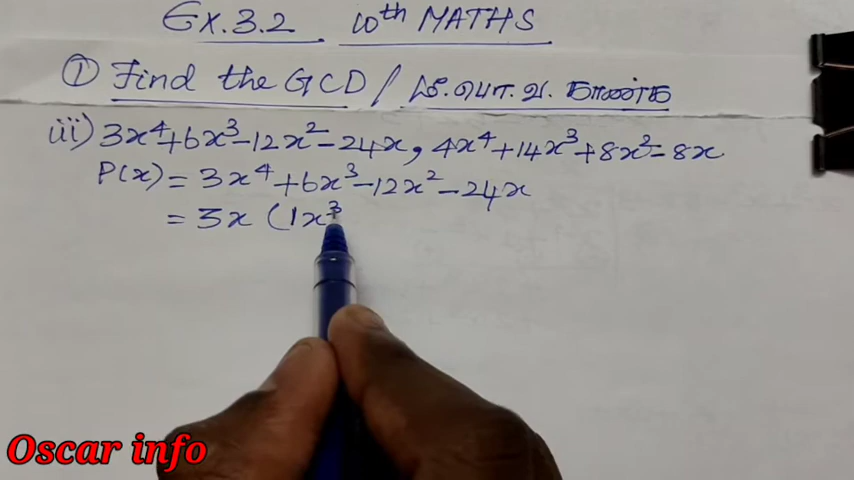 Ex.3.2 10th MATHS
① Find the GCD / மீ.பொ.வ. காண்க
iii) 3x⁴+6x³-12x²-24x, 4x⁴+14x³+8x²-8x
P(x) = 3x⁴+6x³-12x²-24x
= 3x (1x³
Oscar info